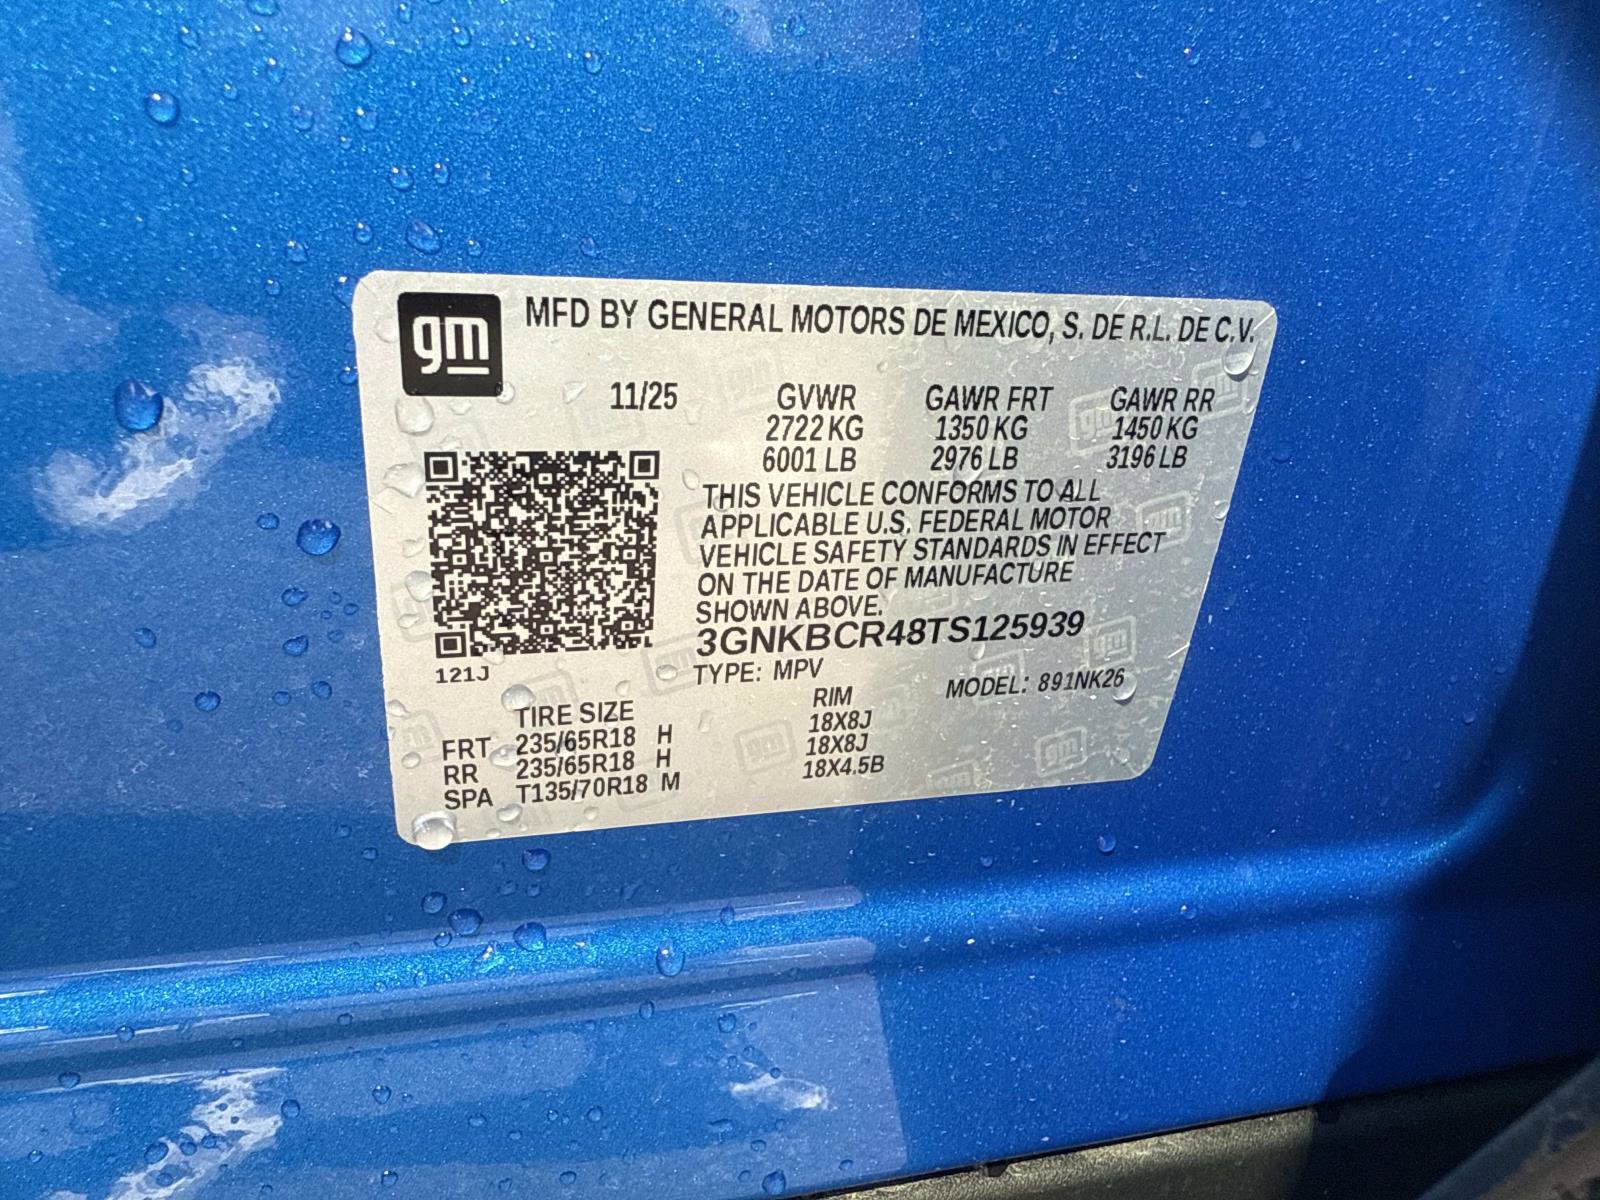 gm
MFD BY GENERAL MOTORS DE MEXICO, S. DE R.L. DE C.V.
11/25 GVWR GAWR FRT GAWR RR
2722 KG 1350 KG 1450 KG
6001 LB 2976 LB 3196 LB
THIS VEHICLE CONFORMS TO ALL
APPLICABLE U.S. FEDERAL MOTOR
VEHICLE SAFETY STANDARDS IN EFFECT
ON THE DATE OF MANUFACTURE
SHOWN ABOVE.
3GNKBCR48TS125939
121J
TYPE: MPV MODEL: 891NK26
TIRE SIZE RIM
FRT 235/65R18 H 18X8J
RR 235/65R18 H 18X8J
SPA T135/70R18 M 18X4.5B